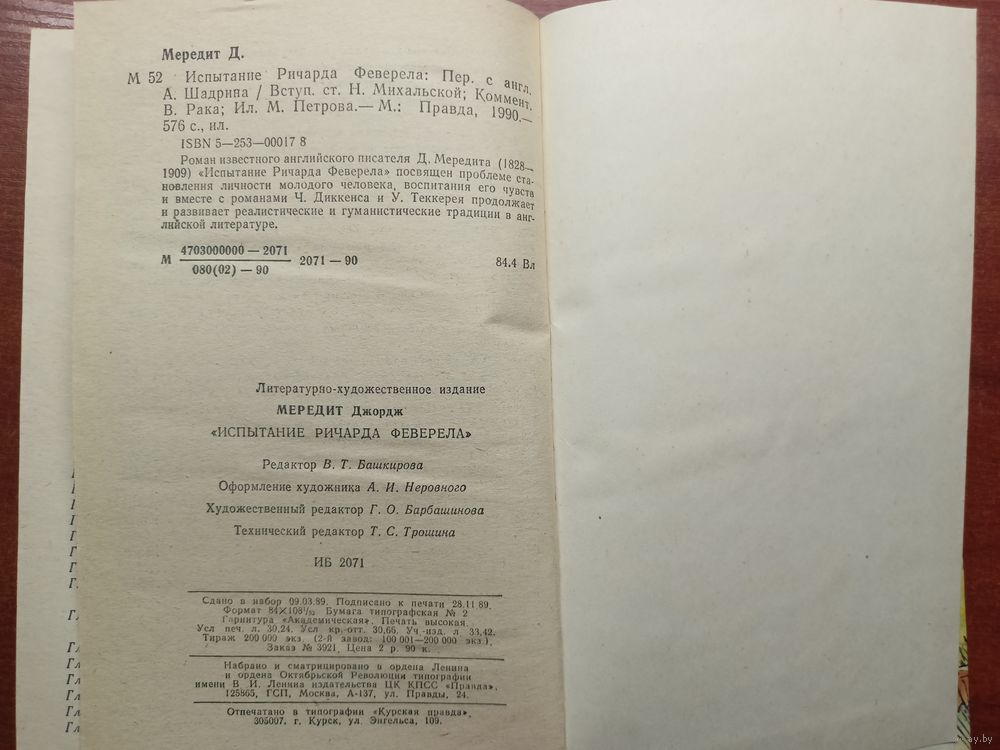 Мередит Д.
М 52 Испытание Ричарда Феверела: Пер. с англ.
А. Шадрина / Вступ. ст. Н. Михальской; Коммент.
В. Рака; Ил. М. Петрова.— М.: Правда, 1990.—
576 с., ил.
ISBN 5—253—00017 8
Роман известного английского писателя Д. Мередита (1828—
1909) «Испытание Ричарда Феверела» посвящен проблеме ста-
новления личности молодого человека, воспитания его чувств
и вместе с романами Ч. Диккенса и У. Теккерея продолжает
и развивает реалистические и гуманистические традиции в анг-
лийской литературе.
М 4703000000 — 2071
080(02) — 90
2071 — 90
84.4 Вл
Литературно-художественное издание
МЕРЕДИТ Джордж
«ИСПЫТАНИЕ РИЧАРДА ФЕВЕРЕЛА»
Редактор В. Т. Башкирова
Оформление художника А. И. Неровного
Художественный редактор Г. О. Барбашинова
Технический редактор Т. С. Трошина
ИБ 2071
Сдано в набор 09.03.89. Подписано к печати 28.11.89.
Формат 84×108¹/₃₂ Бумага типографская № 2
Гарнитура «Академическая». Печать высокая.
Усл печ. л. 30,24. Усл кр.-отт. 30,66. Уч.-изд. л 33,42.
Тираж 200 000 экз. (2-й завод: 100 001—200 000 экз.).
Заказ № 3921. Цена 2 р. 90 к.
Набрано и сматрицировано в ордена Ленина
и ордена Октябрьской Революции типографии
имени В И. Ленина издательства ЦК КПСС «Правда».
125865, ГСП, Москва, А-137, ул. Правды, 24.
Отпечатано в типографии «Курская правда».
305007. г. Курск, ул. Энгельса, 109.
Г.
Гл
Гл
Гл
Гл
Гл
Гл
Гл